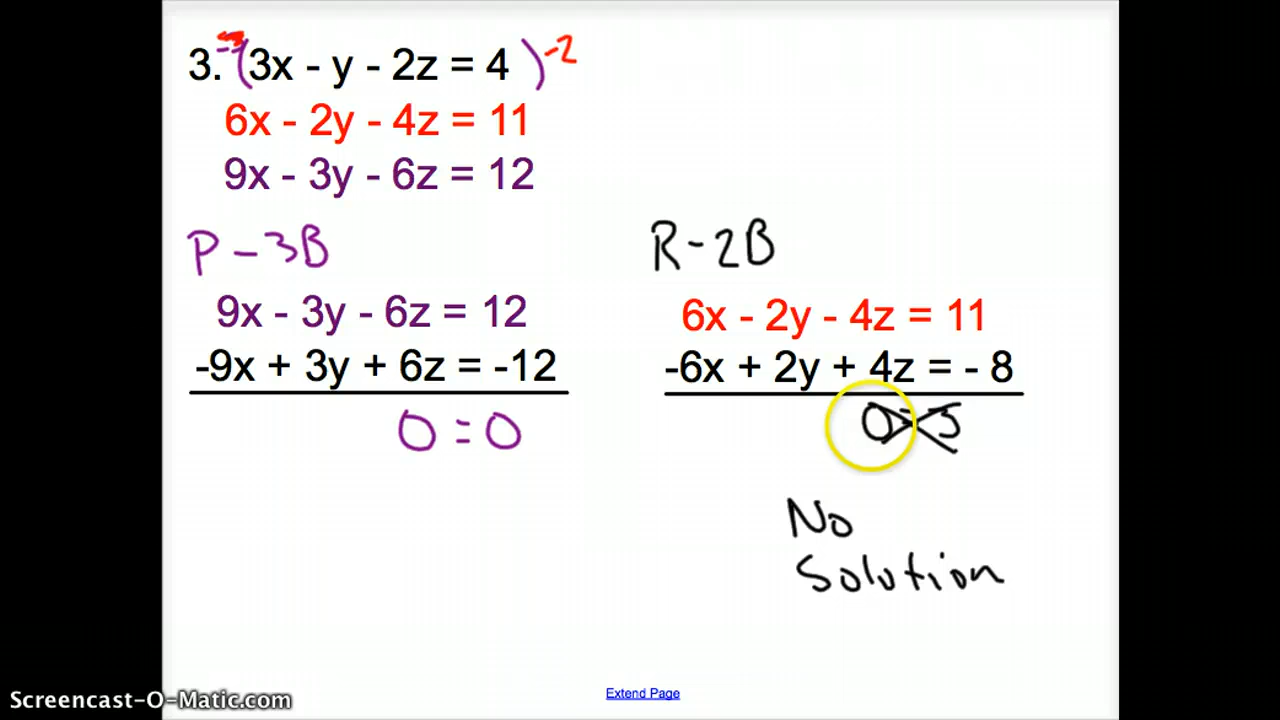 3. (3x - y - 2z = 4 ) -2
6x - 2y - 4z = 11
9x - 3y - 6z = 12
P - 3B
9x - 3y - 6z = 12
-9x + 3y + 6z = -12
0 = 0
R - 2B
6x - 2y - 4z = 11
-6x + 2y + 4z = - 8
0 = 3
No
Solution
Extend Page
Screencast-O-Matic.com